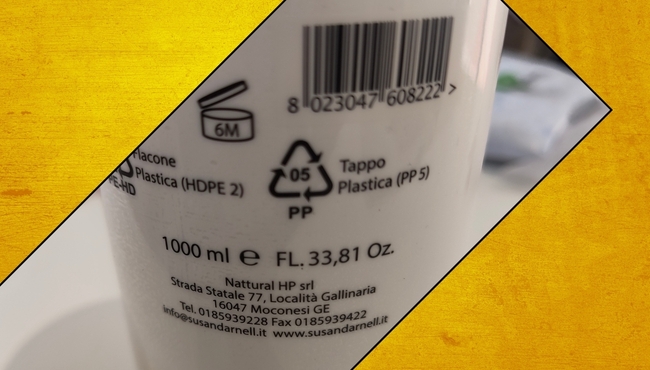 8 023047 608222 >
6M
Flacone
Plastica (HDPE 2)
PE-HD
05
PP
Tappo
Plastica (PP 5)
1000 ml e FL. 33,81 Oz.
Nattural HP srl
Strada Statale 77, Località Gallinaria
16047 Moconesi GE
Tel. 0185939228 Fax 0185939422
info@susandarnell.it www.susandarnell.it